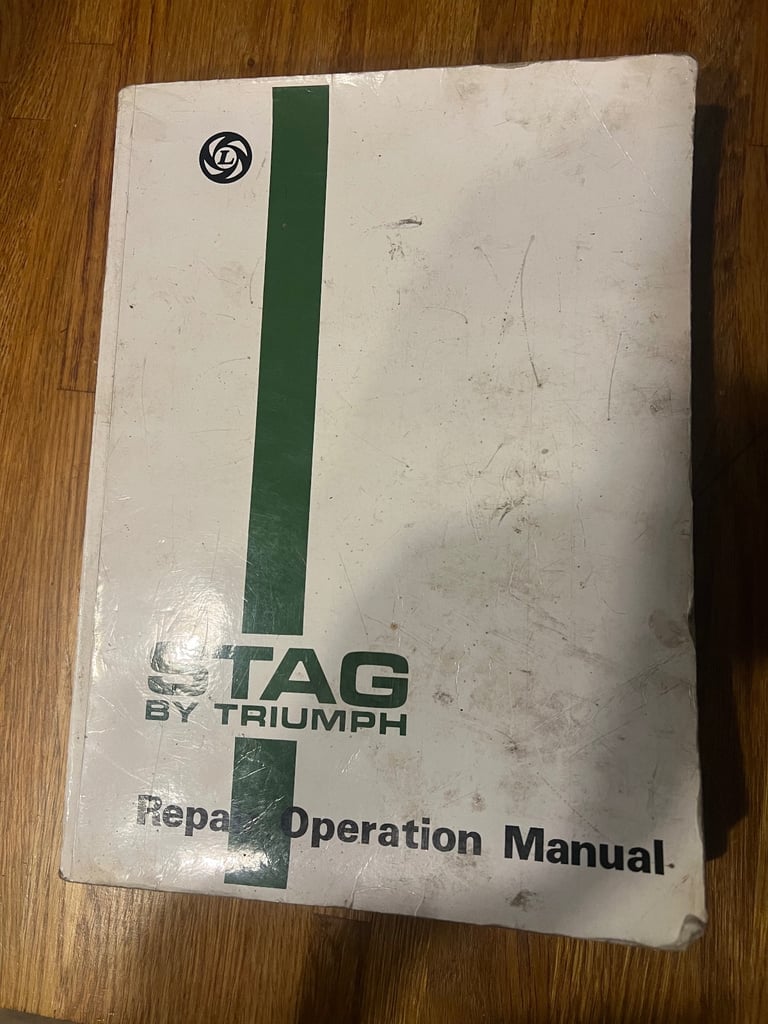 L
STAG
BY TRIUMPH
Repair Operation Manual